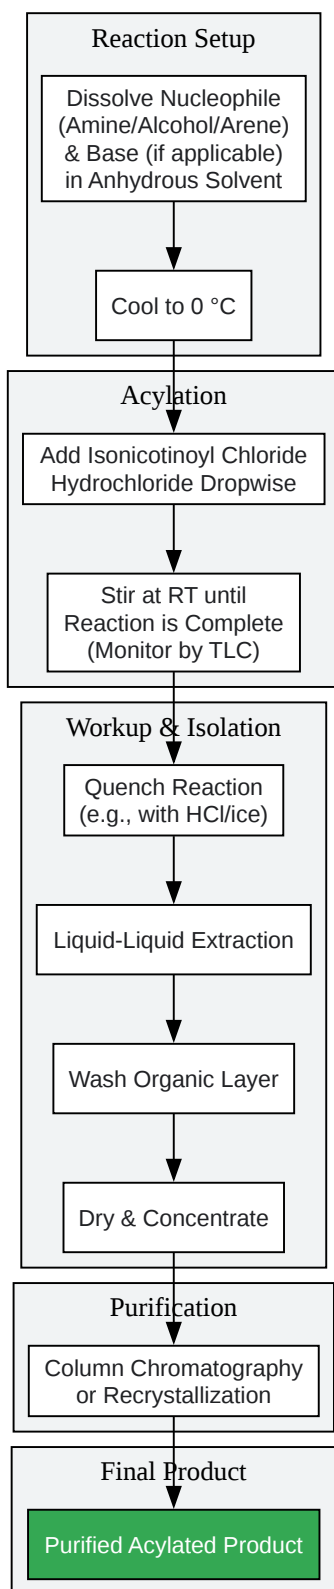 Reaction Setup
Dissolve Nucleophile
(Amine/Alcohol/Arene)
& Base (if applicable)
in Anhydrous Solvent
Cool to 0 °C
Acylation
Add Isonicotinoyl Chloride
Hydrochloride Dropwise
Stir at RT until
Reaction is Complete
(Monitor by TLC)
Workup & Isolation
Quench Reaction
(e.g., with HCl/ice)
Liquid-Liquid Extraction
Wash Organic Layer
Dry & Concentrate
Purification
Column Chromatography
or Recrystallization
Final Product
Purified Acylated Product